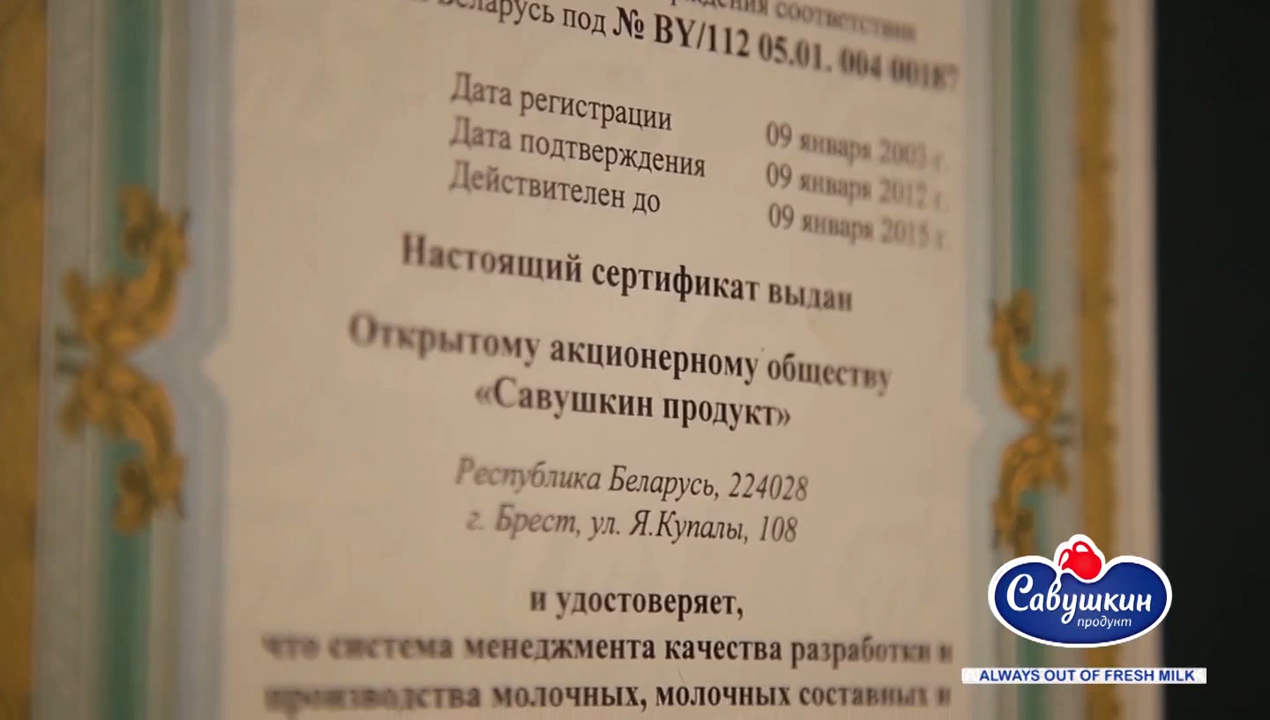 соответствии
Беларусь под № BY/112 05.01. 004 00187
Дата регистрации 09 января 2003 г.
Дата подтверждения 09 января 2012 г.
Действителен до 09 января 2015 г.
Настоящий сертификат выдан
Открытому акционерному обществу
«Савушкин продукт»
Республика Беларусь, 224028
г. Брест, ул. Я.Купалы, 108
и удостоверяет,
что система менеджмента качества разработки и
производства молочных, молочных составных и
Савушкин
продукт
ALWAYS OUT OF FRESH MILK